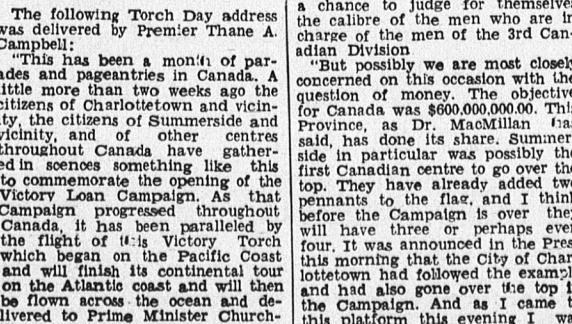 The following Torch Day address
was delivered by Premier Thane A.
Campbell:
"This has been a month of par-
ades and pageantries in Canada. A
little more than two weeks ago the
citizens of Charlottetown and vicin-
ity, the citizens of Summerside and
vicinity, and of other centres
throughout Canada have gather-
ed in scences something like this
to commemorate the opening of the
Victory Loan Campaign. As that
Campaign progressed throughout
Canada, it has been paralleled by
the flight of this Victory Torch
which began on the Pacific Coast
and will finish its continental tour
on the Atlantic coast and will then
be flown across the ocean and de-
livered to Prime Minister Church-
a chance to judge for themselve
the calibre of the men who are in
charge of the men of the 3rd Can-
adian Division
"But possibly we are most closely
concerned on this occasion with the
question of money. The objective
for Canada was $600,000,000.00. This
Province, as Dr. MacMillan has
said, has done its share. Summer-
side in particular was possibly the
first Canadian centre to go over the
top. They have already added two
pennants to the flag, and I think
before the Campaign is over they
will have three or perhaps even
four. It was announced in the Press
this morning that the City of Char-
lottetown had followed the example
and had also gone over the top i
the Campaign. And as I came t
this platform this evening I wa